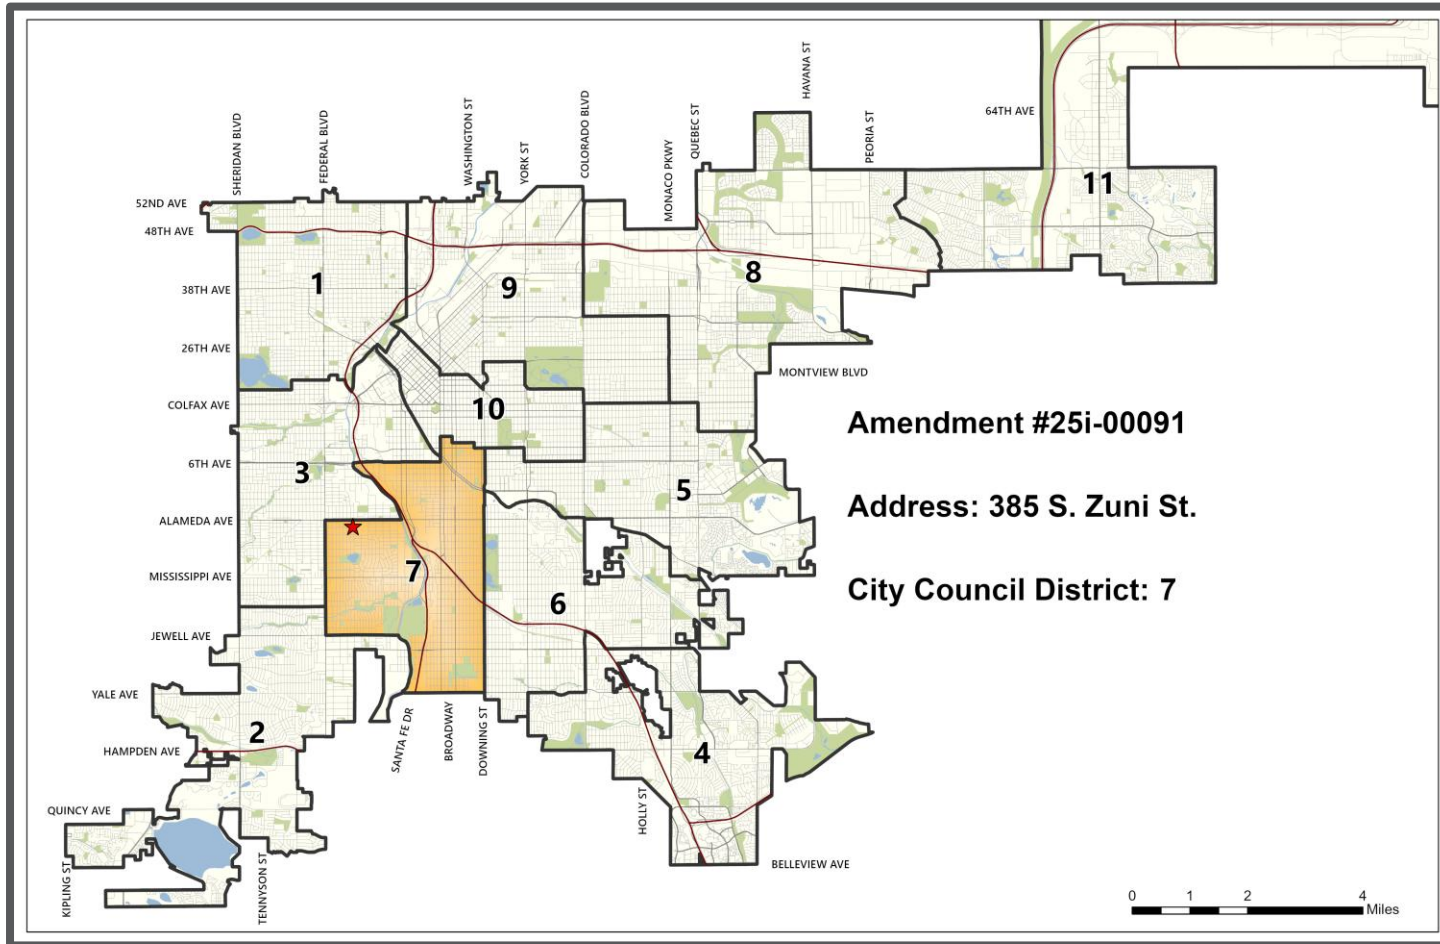 HAVANA ST
WASHINGTON ST
COLORADO BLVD
QUEBEC ST
64TH AVE
SHERIDAN BLVD
FEDERAL BLVD
YORK ST
MONACO PKWY
PEORIA ST
11
52ND AVE
48TH AVE
1
9
8
38TH AVE
26TH AVE
MONTVIEW BLVD
COLFAX AVE
10
Amendment #25i-00091
6TH AVE
3
5
Address: 385 S. Zuni St.
ALAMEDA AVE
MISSISSIPPI AVE
7
6
City Council District: 7
JEWELL AVE
YALE AVE
2
HAMPDEN AVE
SANTA FE DR
BROADWAY
DOWNING ST
4
QUINCY AVE
HOLLY ST
BELLEVIEW AVE
KIPLING ST
TENNYSON ST
0 1 2 4
Miles